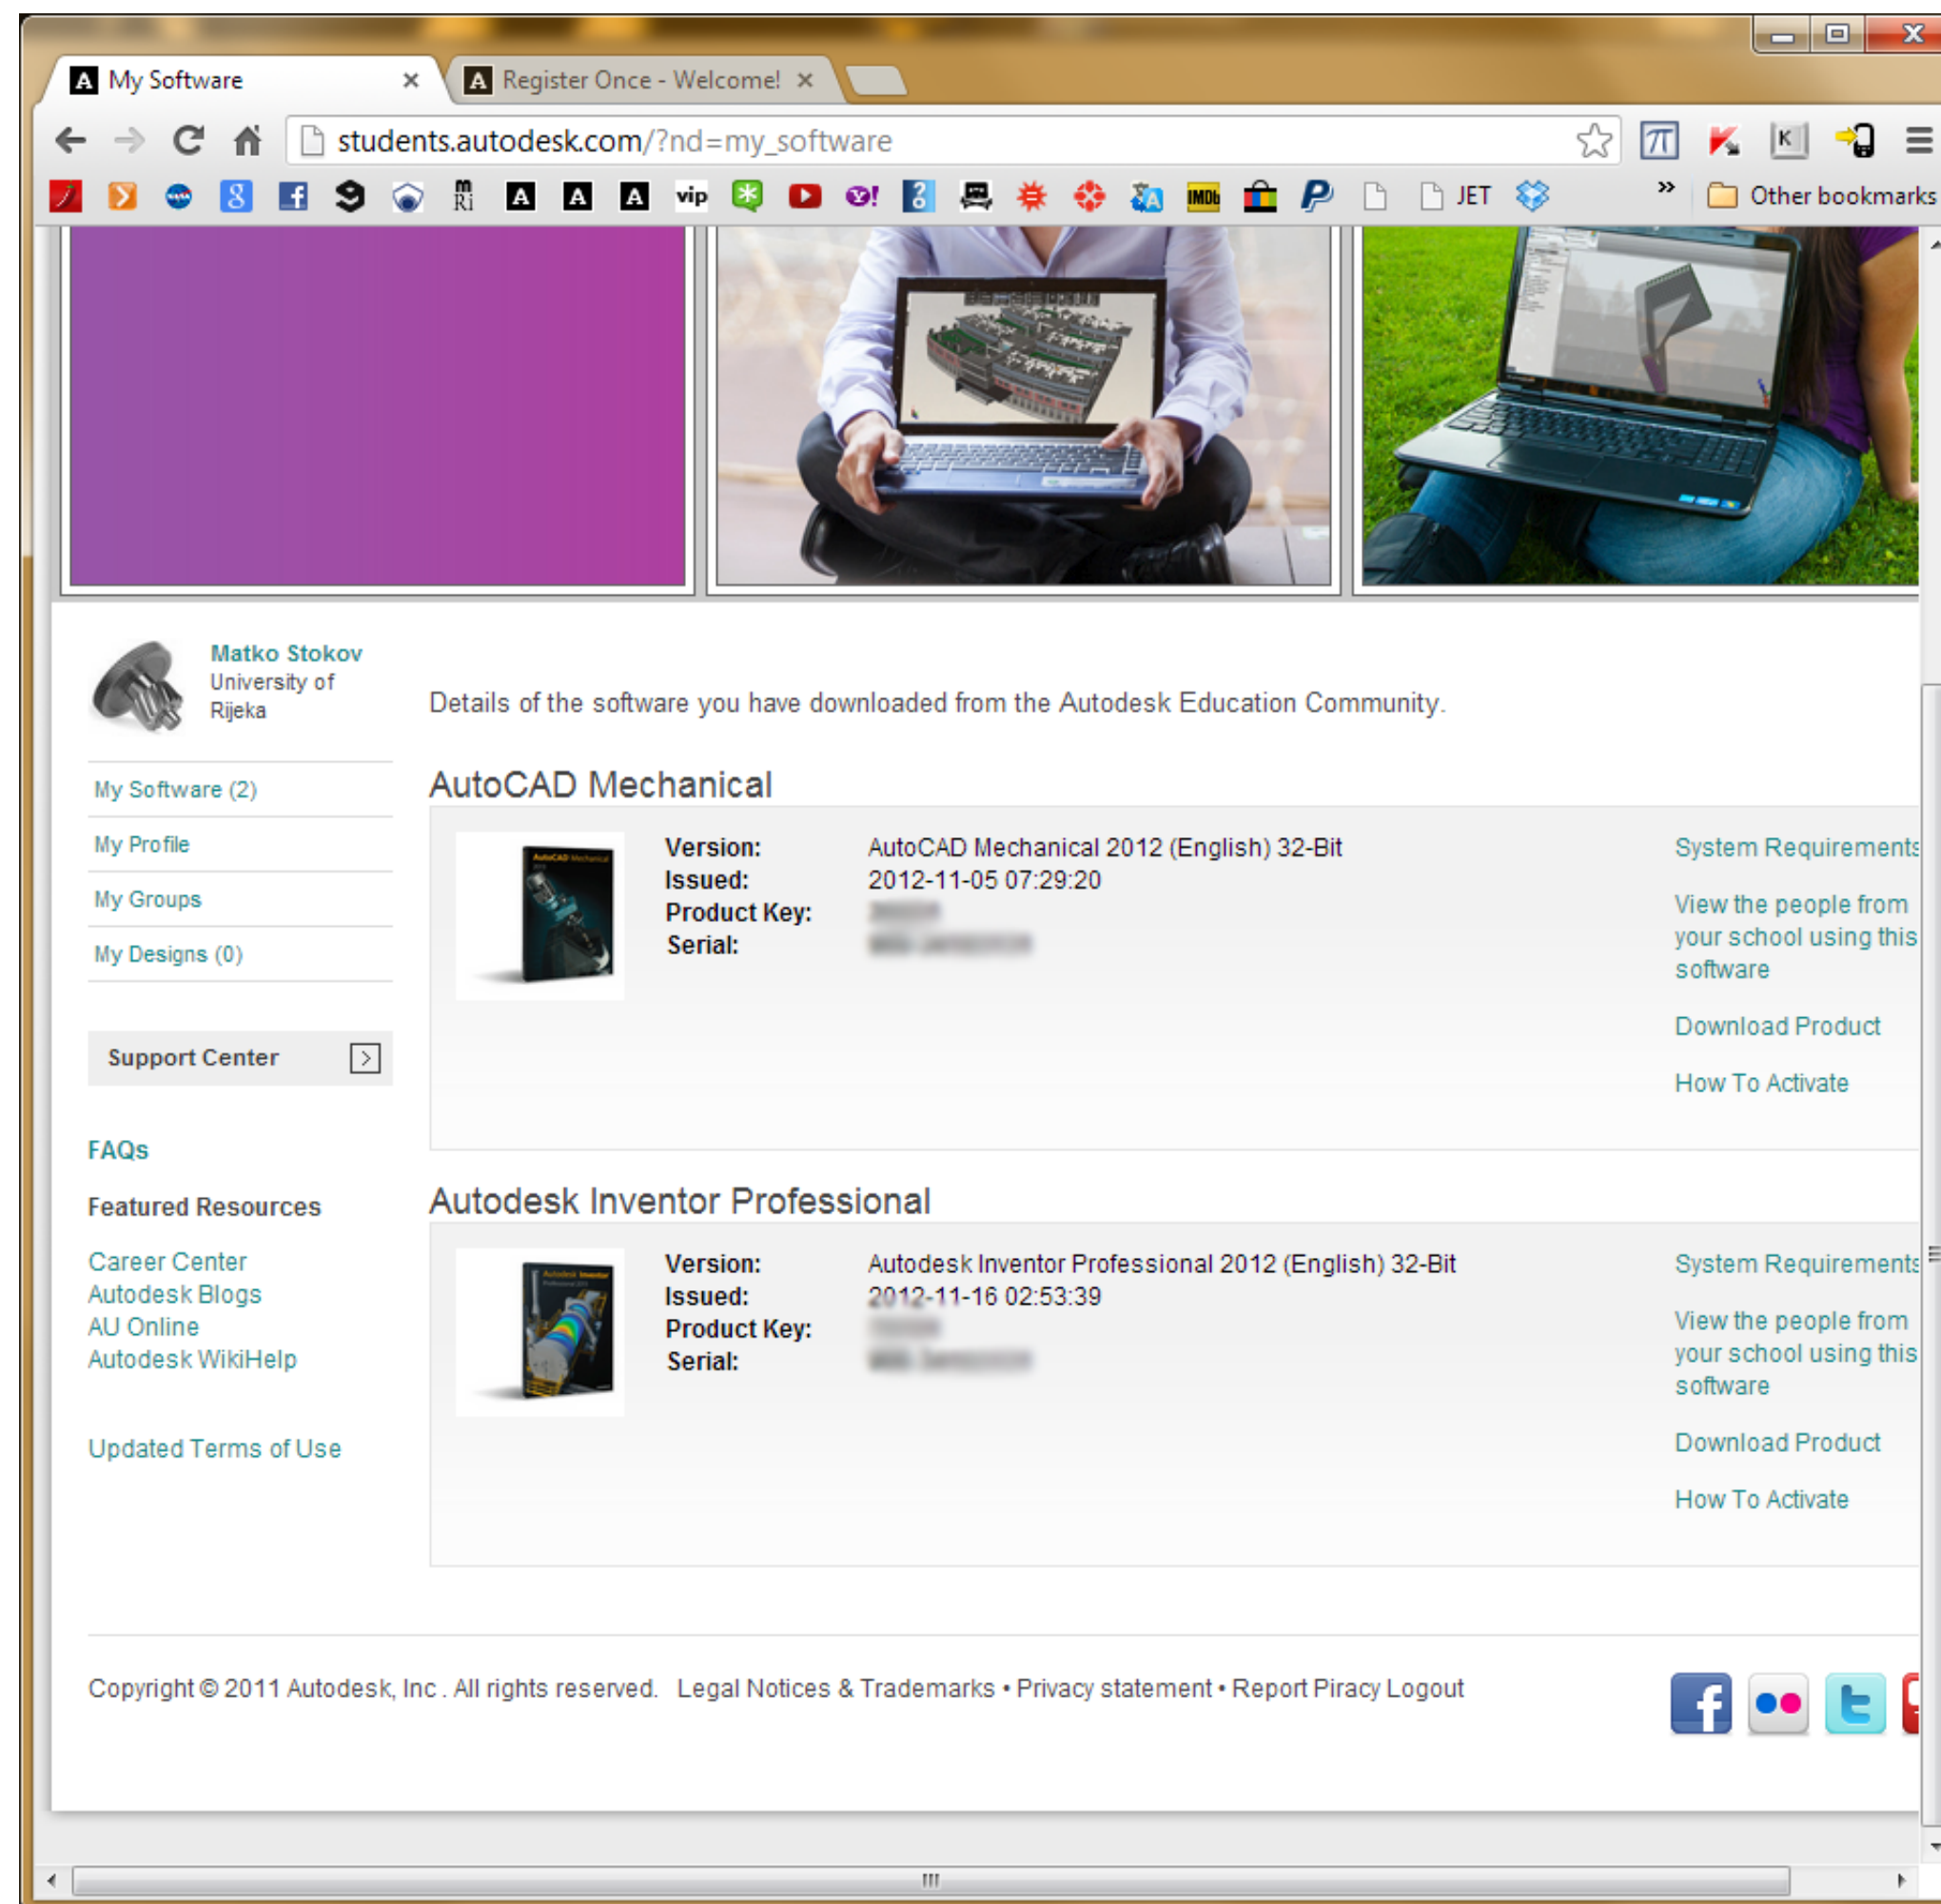 My Software
Register Once - Welcome!
students.autodesk.com/?nd=my_software
vip
IMDb
JET
Other bookmarks
Matko Stokov
University of
Rijeka
My Software (2)
My Profile
My Groups
My Designs (0)
Support Center
FAQs
Featured Resources
Career Center
Autodesk Blogs
AU Online
Autodesk WikiHelp
Updated Terms of Use
Details of the software you have downloaded from the Autodesk Education Community.
AutoCAD Mechanical
Version: AutoCAD Mechanical 2012 (English) 32-Bit
Issued: 2012-11-05 07:29:20
Product Key:
Serial:
System Requirements
View the people from
your school using this
software
Download Product
How To Activate
Autodesk Inventor Professional
Version: Autodesk Inventor Professional 2012 (English) 32-Bit
Issued: 2012-11-16 02:53:39
Product Key:
Serial:
System Requirements
View the people from
your school using this
software
Download Product
How To Activate
Copyright © 2011 Autodesk, Inc . All rights reserved. Legal Notices & Trademarks • Privacy statement • Report Piracy Logout